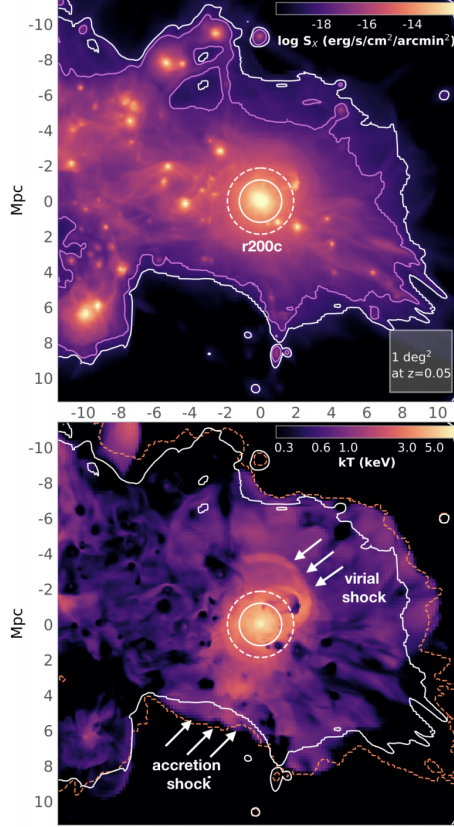 -10
-8
-6
-4
-2
0
2
4
6
8
10
Mpc
-18 -16 -14
log S_X (erg/s/cm²/arcmin²)
r200c
1 deg²
at z=0.05
-10 -8 -6 -4 -2 0 2 4 6 8 10
-10
-8
-6
-4
-2
0
2
4
6
8
10
Mpc
0.3 0.6 1.0 3.0 5.0
kT (keV)
virial
shock
accretion
shock